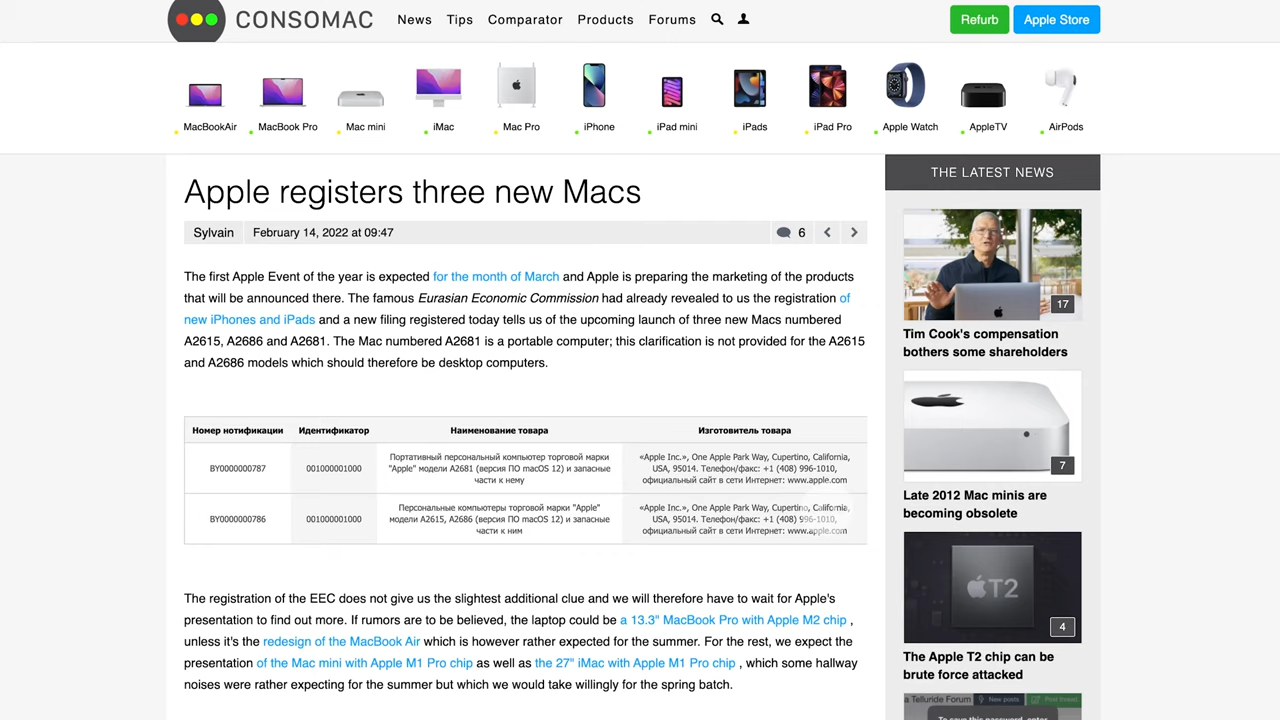 CONSOMAC
News Tips Comparator Products Forums
Refurb Apple Store
MacBookAir MacBook Pro Mac mini iMac Mac Pro iPhone iPad mini iPads iPad Pro Apple Watch AppleTV AirPods
Apple registers three new Macs
Sylvain February 14, 2022 at 09:47 6
The first Apple Event of the year is expected for the month of March and Apple is preparing the marketing of the products
that will be announced there. The famous Eurasian Economic Commission had already revealed to us the registration of
new iPhones and iPads and a new filing registered today tells us of the upcoming launch of three new Macs numbered
A2615, A2686 and A2681. The Mac numbered A2681 is a portable computer; this clarification is not provided for the A2615
and A2686 models which should therefore be desktop computers.
Номер нотификации Идентификатор Наименование товара Изготовитель товара
BY0000000787 001000001000
Портативный персональный компьютер торговой марки
"Apple" модели A2681 (версия ПО macOS 12) и запасные
части к нему
«Apple Inc.», One Apple Park Way, Cupertino, California,
USA, 95014. Телефон/факс: +1 (408) 996-1010,
официальный сайт в сети Интернет: www.apple.com
BY0000000786 001000001000
Персональные компьютеры торговой марки "Apple"
модели A2615, A2686 (версия ПО macOS 12) и запасные
части к ним
«Apple Inc.», One Apple Park Way, Cupertino, California,
USA, 95014. Телефон/факс: +1 (408) 996-1010,
официальный сайт в сети Интернет: www.apple.com
The registration of the EEC does not give us the slightest additional clue and we will therefore have to wait for Apple's
presentation to find out more. If rumors are to be believed, the laptop could be a 13.3" MacBook Pro with Apple M2 chip ,
unless it's the redesign of the MacBook Air which is however rather expected for the summer. For the rest, we expect the
presentation of the Mac mini with Apple M1 Pro chip as well as the 27" iMac with Apple M1 Pro chip , which some hallway
noises were rather expecting for the summer but which we would take willingly for the spring batch.
THE LATEST NEWS
17
Tim Cook's compensation
bothers some shareholders
7
Late 2012 Mac minis are
becoming obsolete
T2
4
The Apple T2 chip can be
brute force attacked
a Telluride Forum New posts Post thread
To save this password, enter